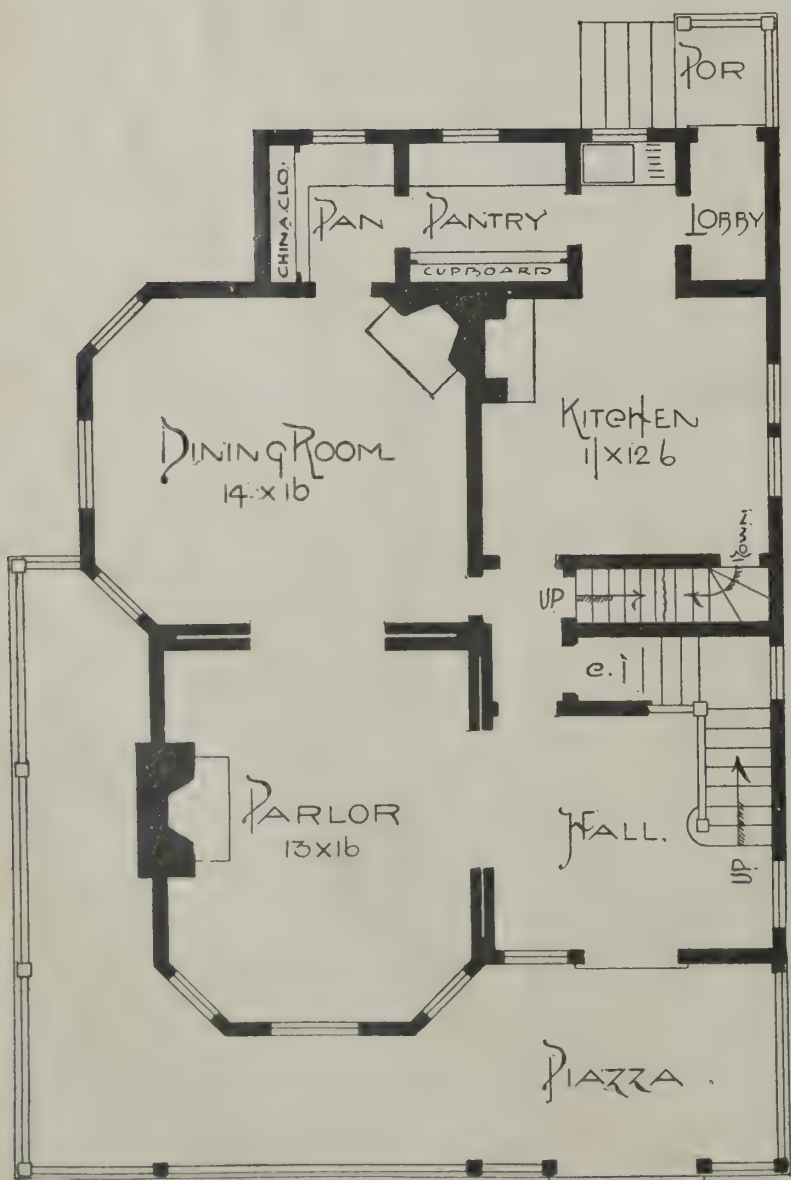 POR
CHINA.CLO.
PAN
PANTRY
LOBBY
CUPBOARD
DINING ROOM
14 x 16
KITCHEN
11 x 12 6
DOWN.
UP
C.L
PARLOR
13 x 16
HALL.
UP.
PIAZZA.